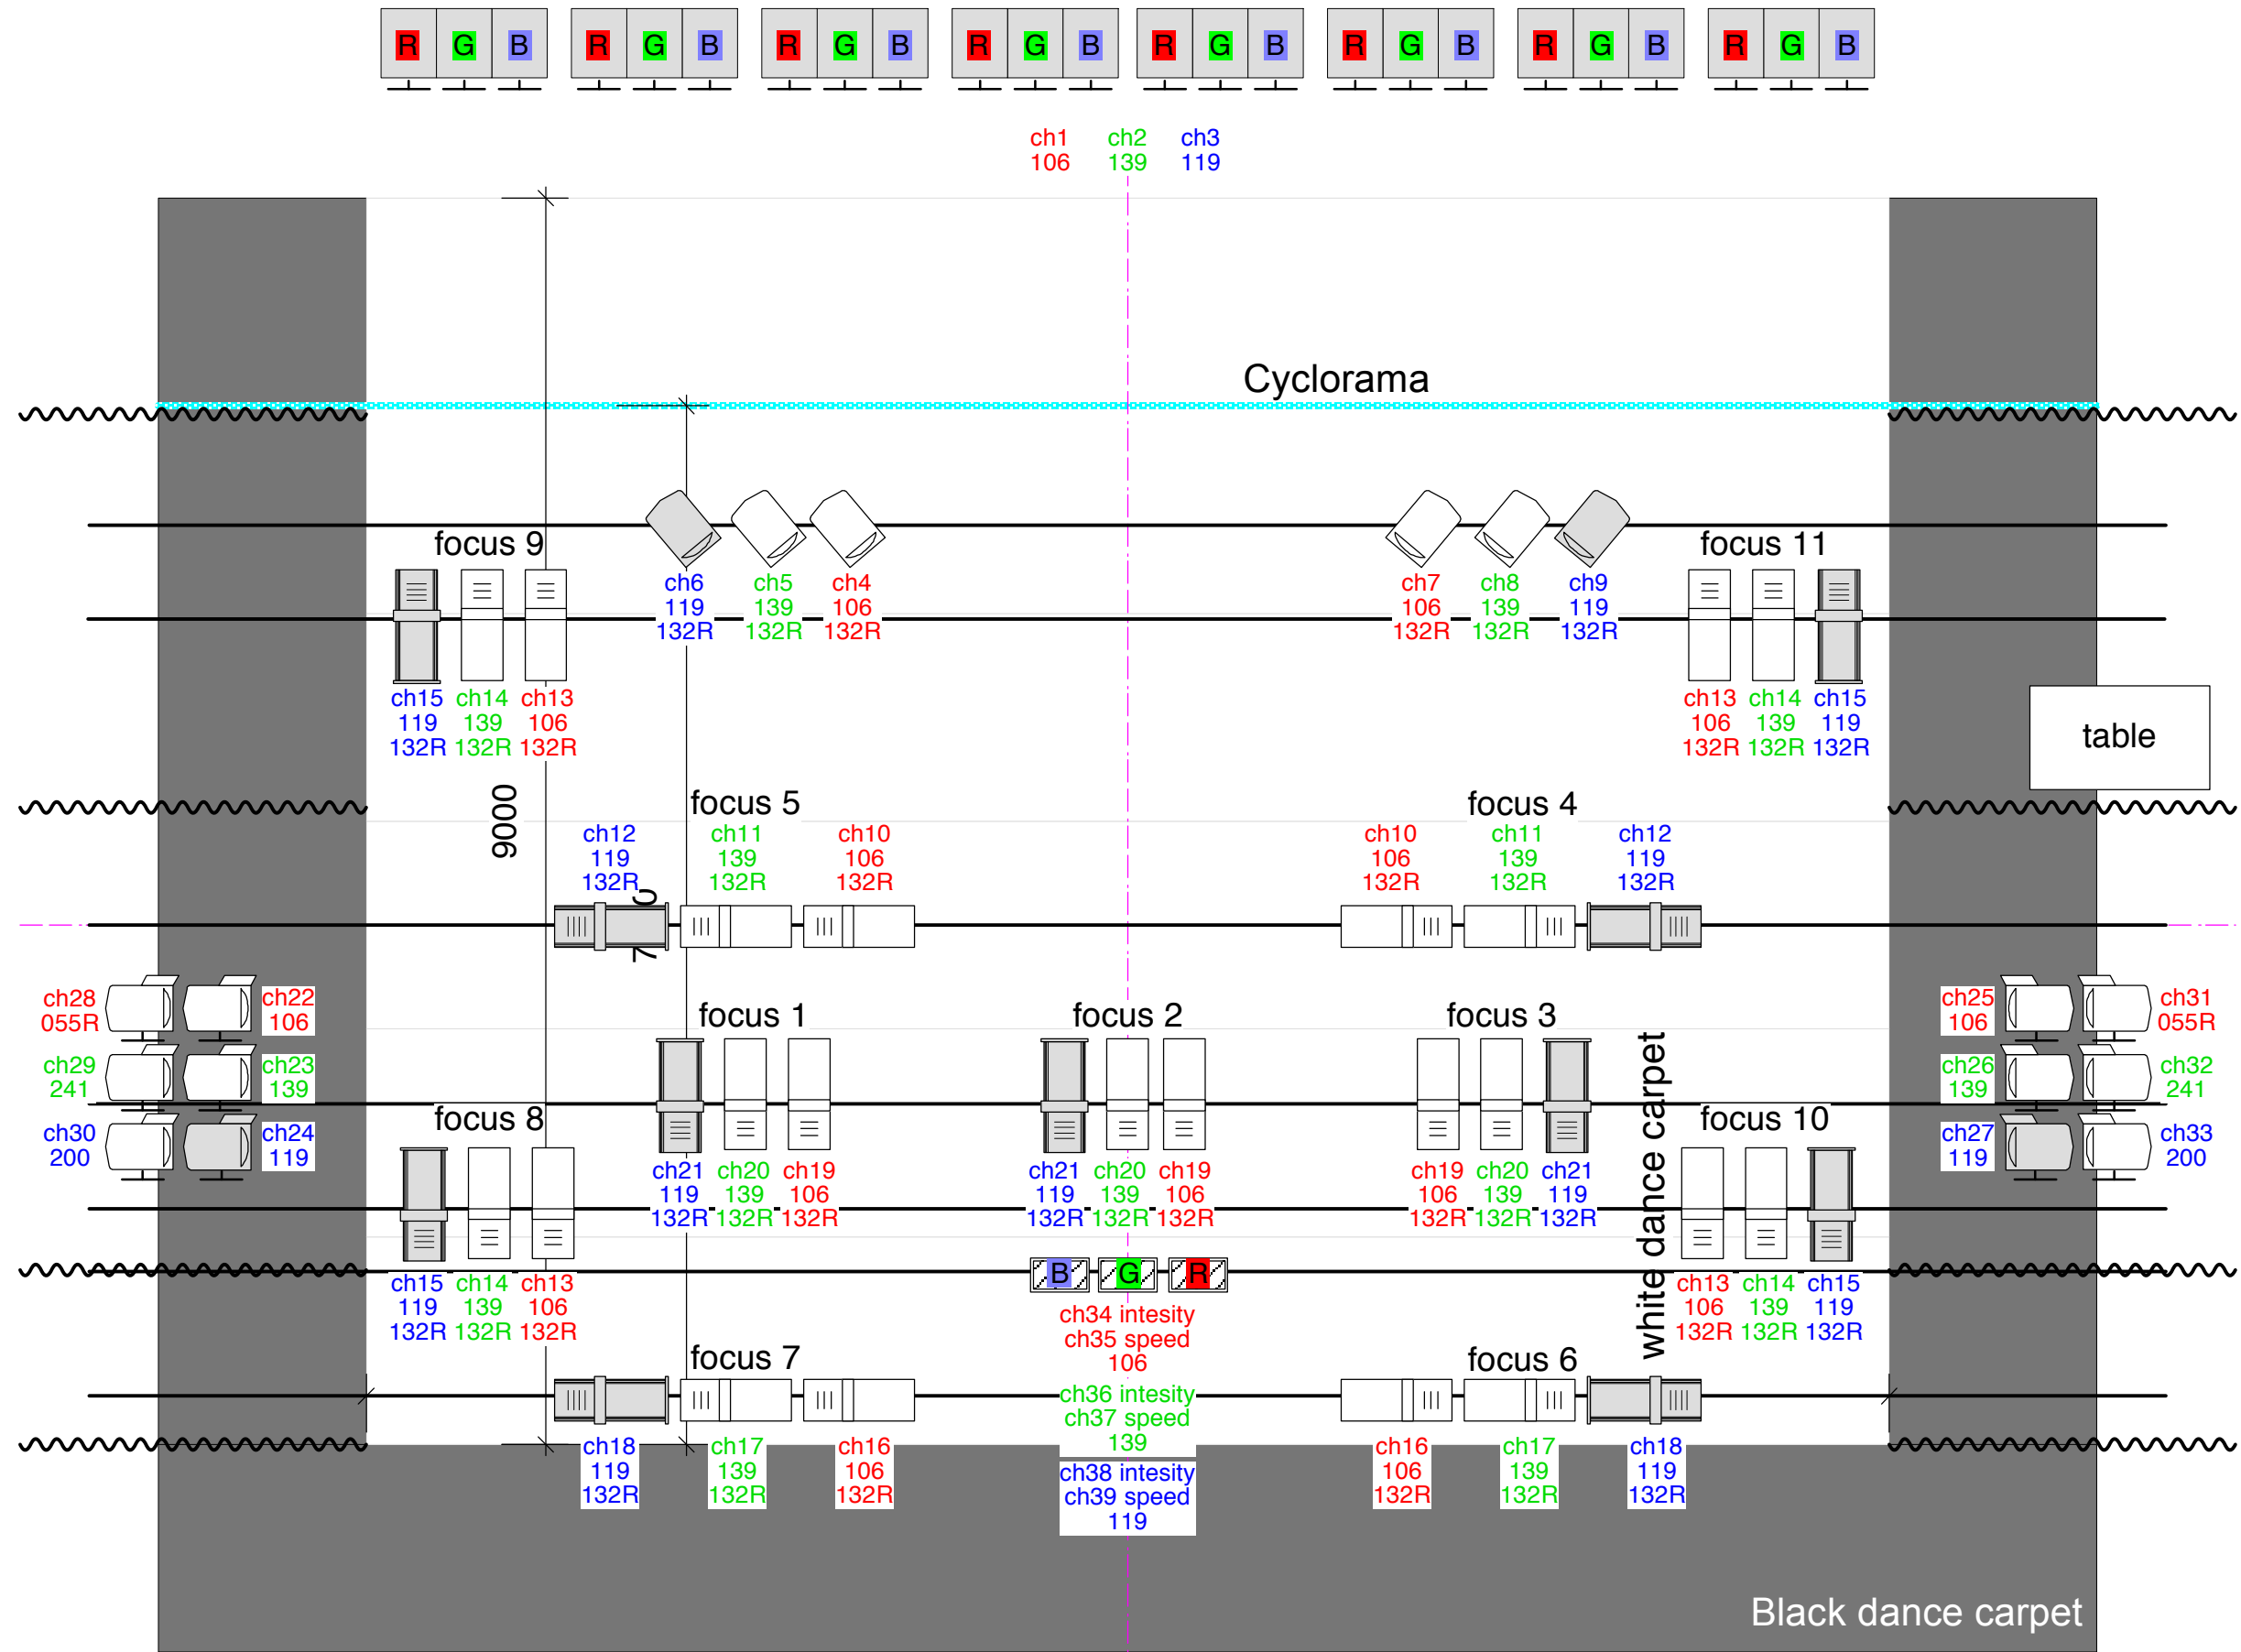 R G B R G B R G B R G B R G B R G B R G B R G B
ch1 ch2 ch3
106 139 119
Cyclorama
focus 9
focus 11
ch6 ch5 ch4 ch7 ch8 ch9
119 139 106 106 139 119
132R 132R 132R 132R 132R 132R
ch15 ch14 ch13 ch13 ch14 ch15
119 139 106 106 139 119
132R 132R 132R 132R 132R 132R
table
9000
focus 5 focus 4
ch12 ch11 ch10 ch10 ch11 ch12
119 139 106 106 139 119
132R 132R 132R 132R 132R 132R
ch28 ch22 ch25 ch31
055R 106 106 055R
focus 1 focus 2 focus 3
ch29 ch23 ch26 ch32
241 139 139 241
focus 8 focus 10
ch30 ch24 ch27 ch33
200 119 119 200
white dance carpet
ch21 ch20 ch19 ch21 ch20 ch19 ch19 ch20 ch21
119 139 106 119 139 106 106 139 119
132R 132R 132R 132R 132R 132R 132R 132R 132R
B G R
ch15 ch14 ch13 ch13 ch14 ch15
119 139 106 106 139 119
132R 132R 132R 132R 132R 132R
ch34 intesity
ch35 speed
106
focus 7 focus 6
ch36 intesity
ch37 speed
139
ch18 ch17 ch16 ch16 ch17 ch18
119 139 106 106 139 119
132R 132R 132R 132R 132R 132R
ch38 intesity
ch39 speed
119
Black dance carpet